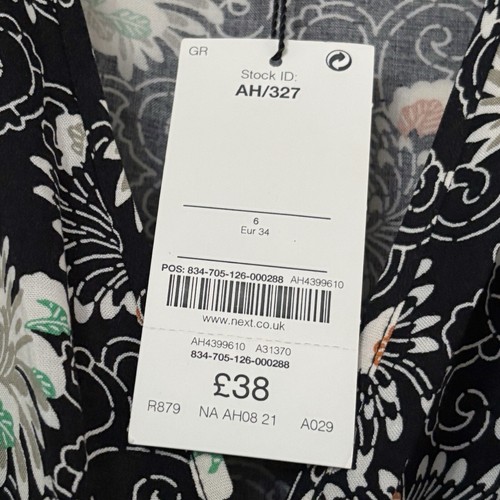 GR
Stock ID:
AH/327
6
Eur 34
POS: 834-705-126-000288 AH4399610
www.next.co.uk
AH4399610 A31370
834-705-126-000288
£38
R879 NA AH08 21 A029